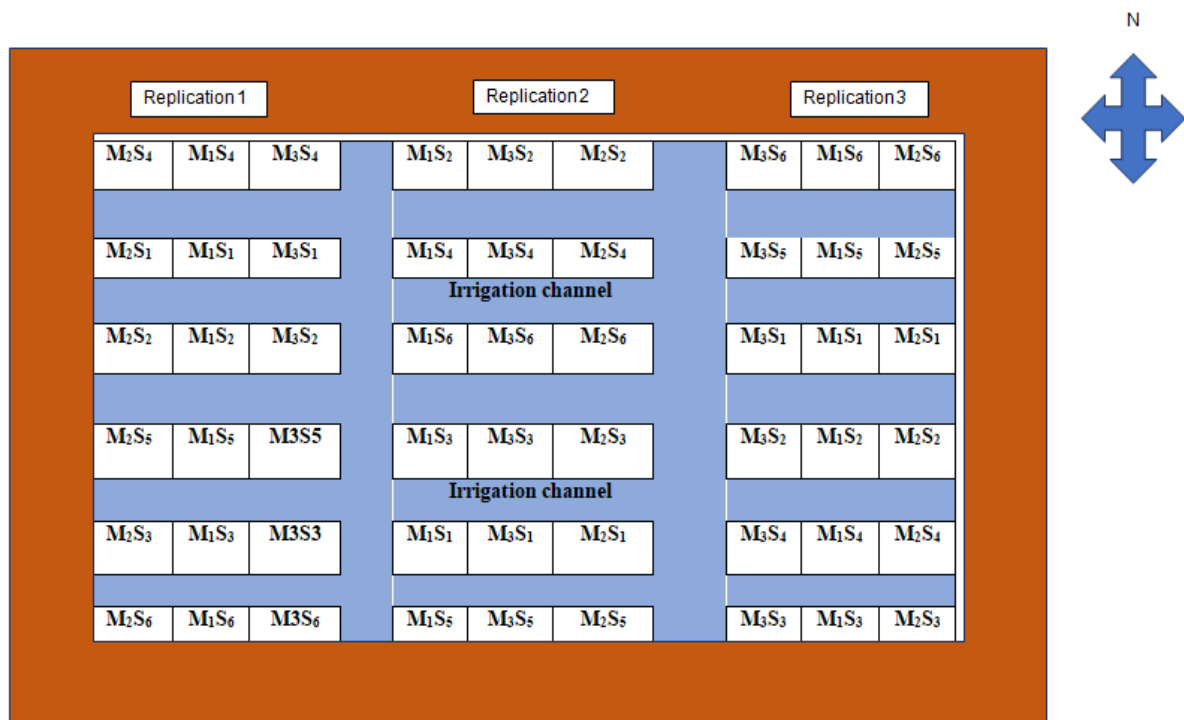 N
Replication 1 Replication 2 Replication 3
M₂S₄ M₁S₄ M₃S₄ M₁S₂ M₃S₂ M₂S₂ M₃S₆ M₁S₆ M₂S₆
M₂S₁ M₁S₁ M₃S₁ M₁S₄ M₃S₄ M₂S₄ M₃S₅ M₁S₅ M₂S₅
Irrigation channel
M₂S₂ M₁S₂ M₃S₂ M₁S₆ M₃S₆ M₂S₆ M₃S₁ M₁S₁ M₂S₁
M₂S₅ M₁S₅ M3S5 M₁S₃ M₃S₃ M₂S₃ M₃S₂ M₁S₂ M₂S₂
Irrigation channel
M₂S₃ M₁S₃ M3S3 M₁S₁ M₃S₁ M₂S₁ M₃S₄ M₁S₄ M₂S₄
M₂S₆ M₁S₆ M3S₆ M₁S₅ M₃S₅ M₂S₅ M₃S₃ M₁S₃ M₂S₃